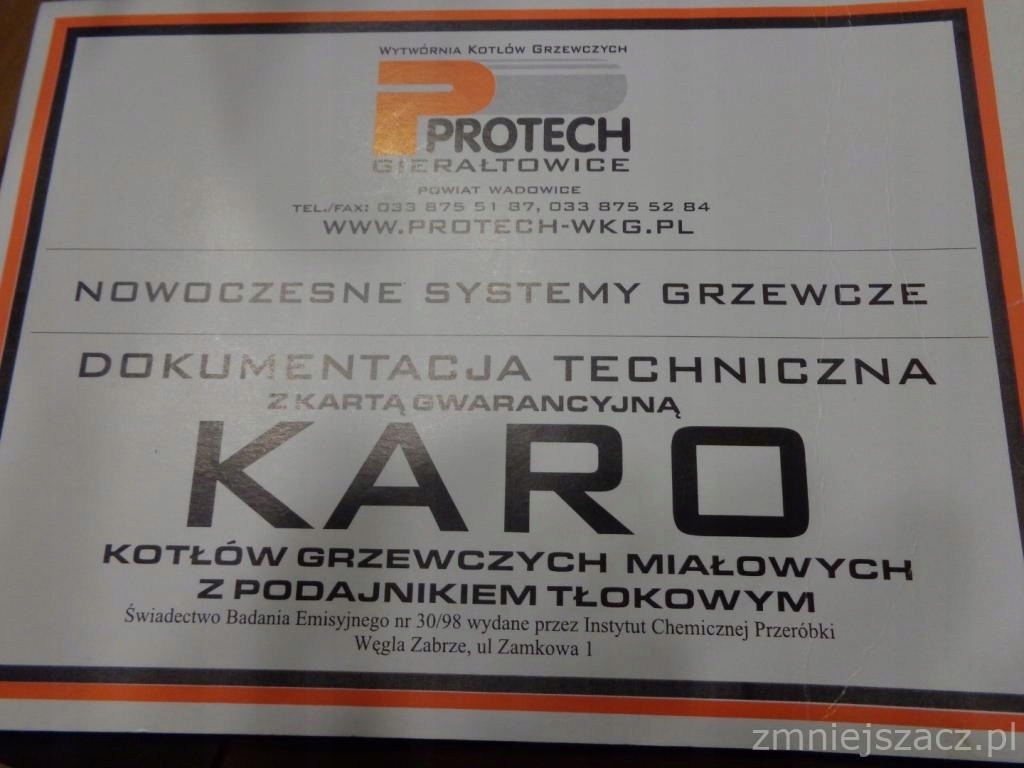 WYTWÓRNIA KOTLÓW GRZEWCZYCH
PROTECH
GIERAŁTOWICE
POWIAT WADOWICE
TEL./FAX: 033 875 51 87, 033 875 52 84
WWW.PROTECH-WKG.PL
NOWOCZESNE SYSTEMY GRZEWCZE
DOKUMENTACJA TECHNICZNA
Z KARTĄ GWARANCYJNĄ
KARO
KOTŁÓW GRZEWCZYCH MIAŁOWYCH
Z PODAJNIKIEM TŁOKOWYM
Świadectwo Badania Emisyjnego nr 30/98 wydane przez Instytut Chemicznej Przeróbki
Węgla Zabrze, ul Zamkowa 1
zmniejszacz.pl